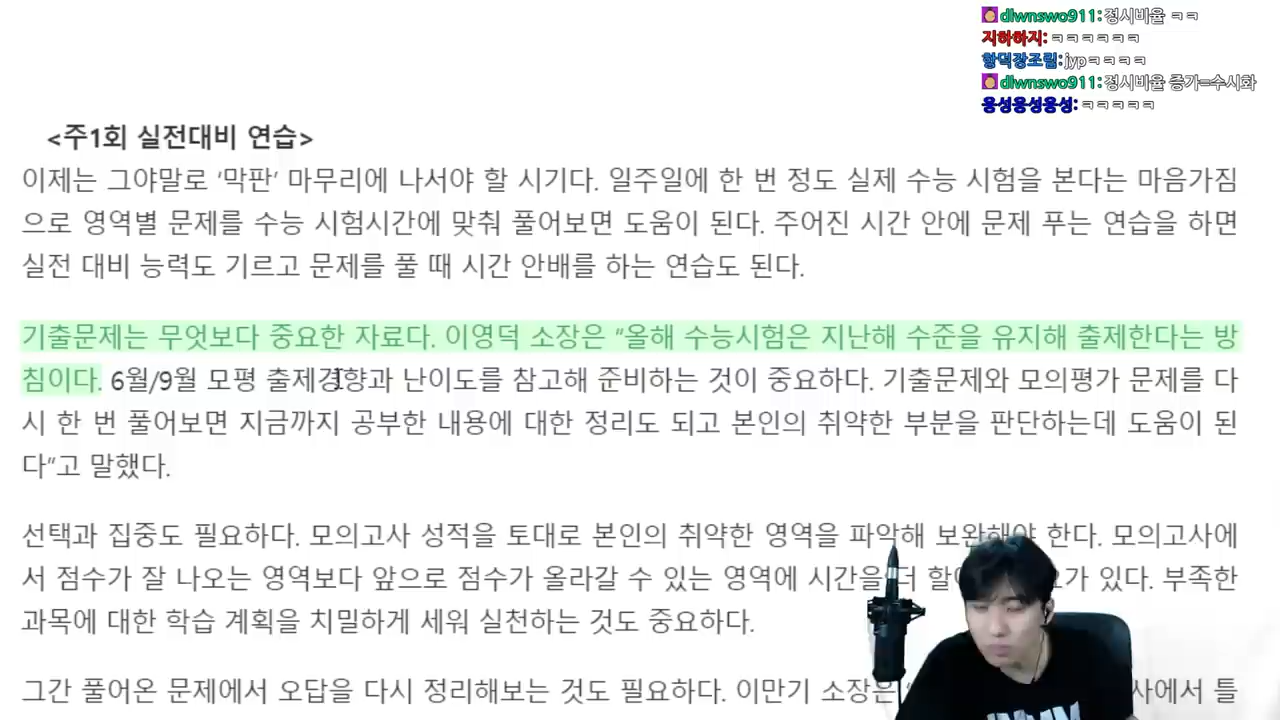 dlwnswo911: 정시비율 ㅋㅋ
지하하지: ㅋㅋㅋㅋㅋㅋ
항덕강조림: jypㅋㅋㅋㅋ
dlwnswo911: 정시비율 증가=수시화
용성용성용성: ㅋㅋㅋㅋㅋ
<주1회 실전대비 연습>
이제는 그야말로 '막판' 마무리에 나서야 할 시기다. 일주일에 한 번 정도 실제 수능 시험을 본다는 마음가짐
으로 영역별 문제를 수능 시험시간에 맞춰 풀어보면 도움이 된다. 주어진 시간 안에 문제 푸는 연습을 하면
실전 대비 능력도 기르고 문제를 풀 때 시간 안배를 하는 연습도 된다.
기출문제는 무엇보다 중요한 자료다. 이영덕 소장은 "올해 수능시험은 지난해 수준을 유지해 출제한다는 방
침이다. 6월/9월 모평 출제경향과 난이도를 참고해 준비하는 것이 중요하다. 기출문제와 모의평가 문제를 다
시 한 번 풀어보면 지금까지 공부한 내용에 대한 정리도 되고 본인의 취약한 부분을 판단하는데 도움이 된
다"고 말했다.
선택과 집중도 필요하다. 모의고사 성적을 토대로 본인의 취약한 영역을 파악해 보완해야 한다. 모의고사에
서 점수가 잘 나오는 영역보다 앞으로 점수가 올라갈 수 있는 영역에 시간을 더 있다. 부족한
과목에 대한 학습 계획을 치밀하게 세워 실천하는 것도 중요하다.
그간 풀어온 문제에서 오답을 다시 정리해보는 것도 필요하다. 이만기 소장은 사에서 틀